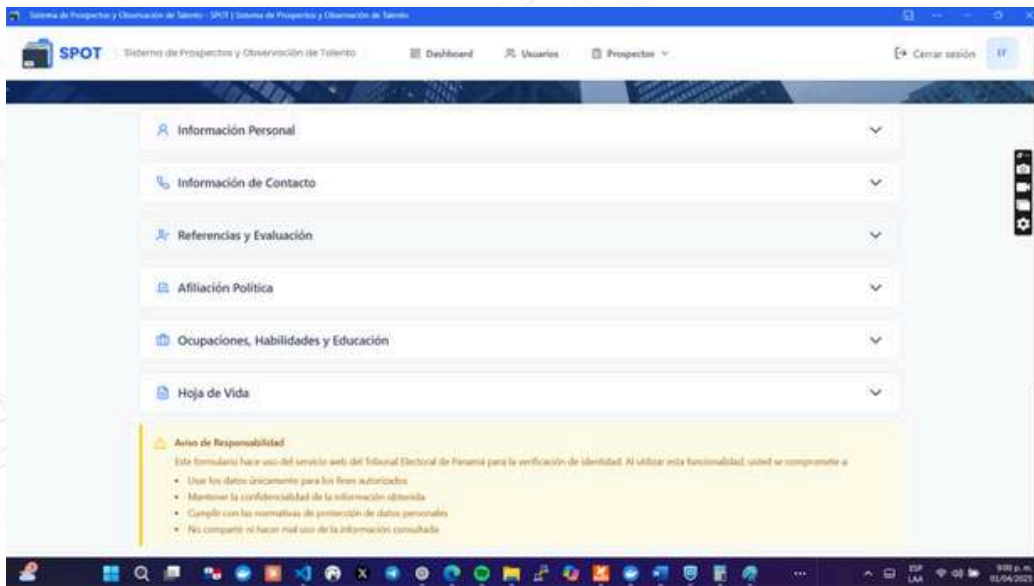 Sistema de Prospectos y Observación de Talento - SPOT | Sistema de Prospectos y Observación de Talento
SPOT Sistema de Prospectos y Observación de Talento Dashboard Usuarios Prospectos Cerrar sesión
Información Personal
Información de Contacto
Referencias y Evaluación
Afiliación Política
Ocupaciones, Habilidades y Educación
Hoja de Vida
Aviso de Responsabilidad
Este formulario hace uso del servicio web del Tribunal Electoral de Panamá para la verificación de identidad. Al utilizar esta funcionalidad, usted se compromete a:
• Usar los datos únicamente para los fines autorizados
• Mantener la confidencialidad de la información obtenida
• Cumplir con las normativas de protección de datos personales
• No compartir ni hacer mal uso de la información consultada
ESP
LAA
9:00 p.m.